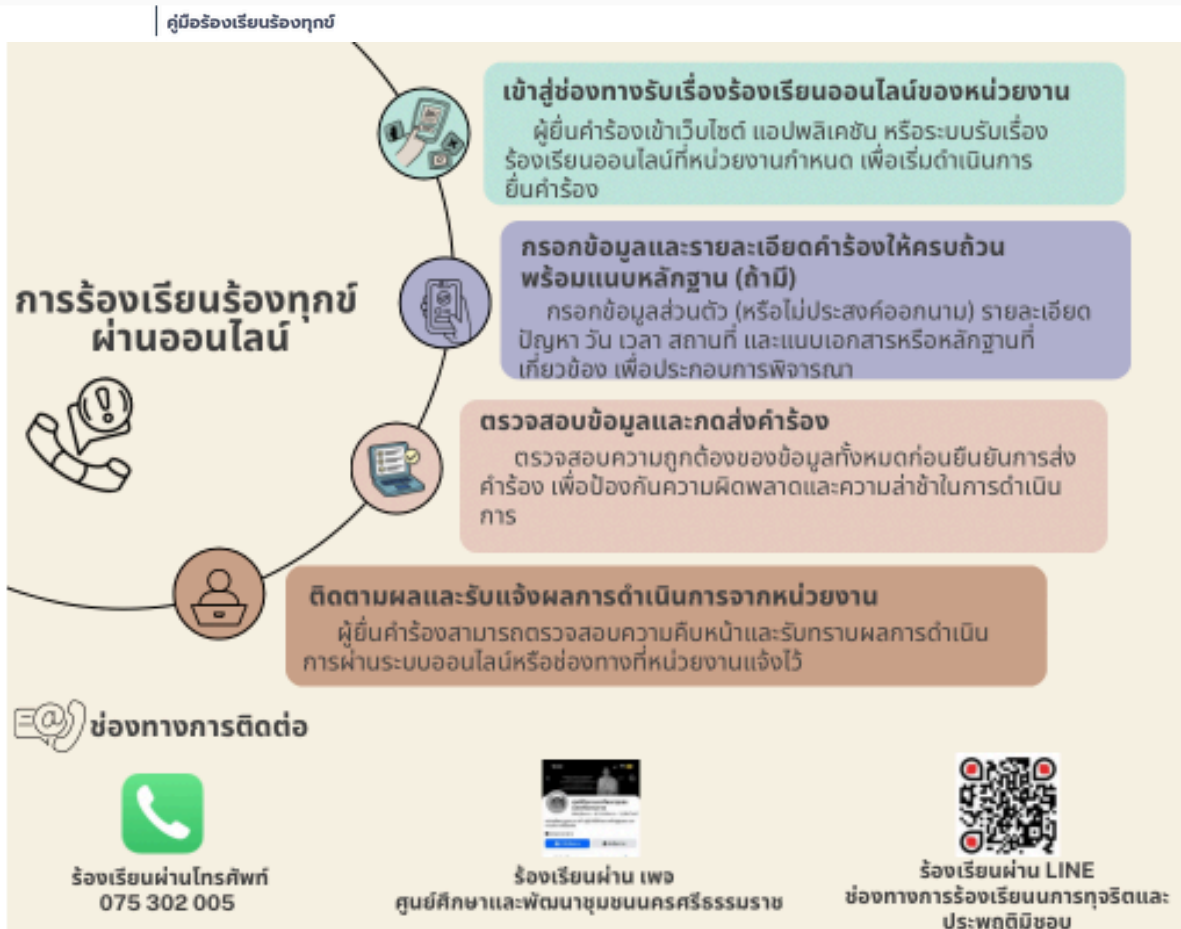 คู่มือร้องเรียนร้องทุกข์
การร้องเรียนร้องทุกข์
ผ่านออนไลน์
เข้าสู่ช่องทางรับเรื่องร้องเรียนออนไลน์ของหน่วยงาน
ผู้ยื่นคำร้องเข้าเว็บไซต์ แอปพลิเคชัน หรือระบบรับเรื่อง
ร้องเรียนออนไลน์ที่หน่วยงานกำหนด เพื่อเริ่มดำเนินการ
ยื่นคำร้อง
กรอกข้อมูลและรายละเอียดคำร้องให้ครบถ้วน
พร้อมแนบหลักฐาน (ถ้ามี)
กรอกข้อมูลส่วนตัว (หรือไม่ประสงค์ออกนาม) รายละเอียด
ปัญหา วัน เวลา สถานที่ และแนบเอกสารหรือหลักฐานที่
เกี่ยวข้อง เพื่อประกอบการพิจารณา
ตรวจสอบข้อมูลและกดส่งคำร้อง
ตรวจสอบความถูกต้องของข้อมูลทั้งหมดก่อนยืนยันการส่ง
คำร้อง เพื่อป้องกันความผิดพลาดและความล่าช้าในการดำเนิน
การ
ติดตามผลและรับแจ้งผลการดำเนินการจากหน่วยงาน
ผู้ยื่นคำร้องสามารถตรวจสอบความคืบหน้าและรับทราบผลการดำเนิน
การผ่านระบบออนไลน์หรือช่องทางที่หน่วยงานแจ้งไว้
ช่องทางการติดต่อ
ร้องเรียนผ่านโทรศัพท์
075 302 005
ร้องเรียนผ่าน เพจ
ศูนย์ศึกษาและพัฒนาชุมชนนครศรีธรรมราช
ร้องเรียนผ่าน LINE
ช่องทางการร้องเรียนนการทุจริตและ
ประพฤติมิชอบ